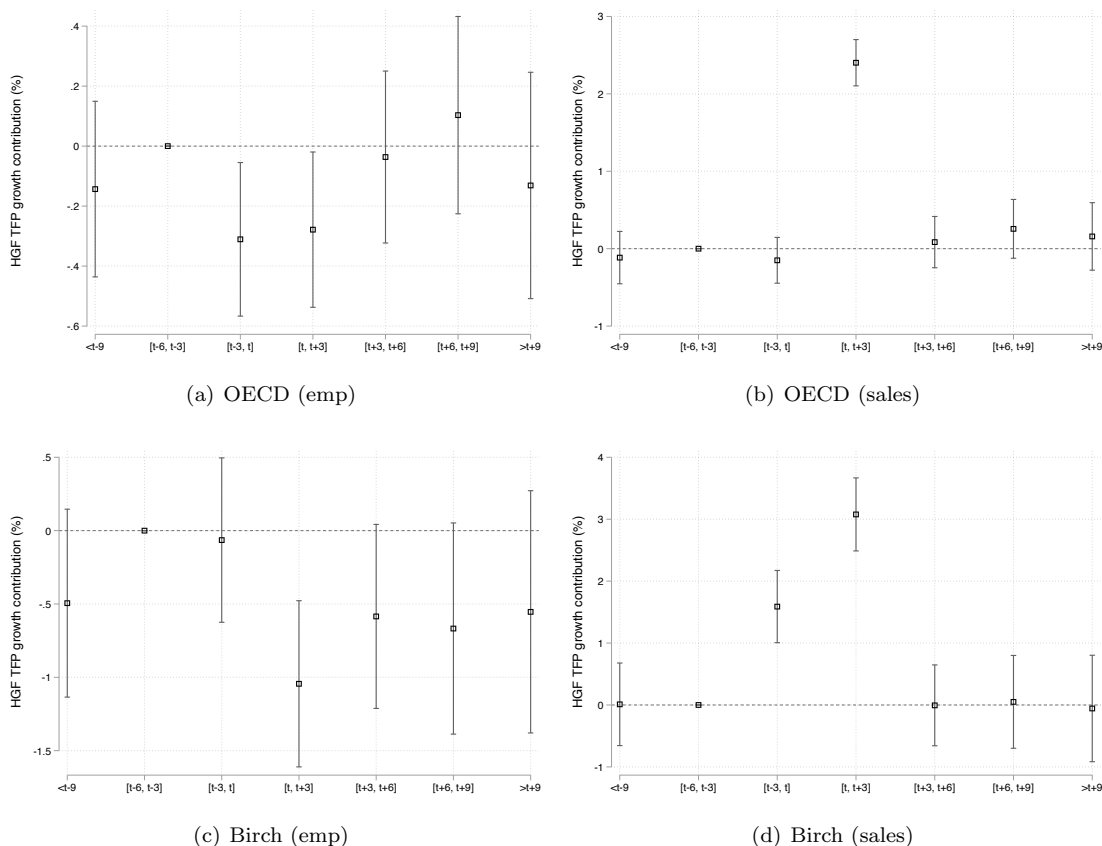 HGF TFP growth contribution (%)
.4
.2
0
-.2
-.4
-.6
<t-9 [t-6, t-3] [t-3, t] [t, t+3] [t+3, t+6] [t+6, t+9] >t+9
(a) OECD (emp)
HGF TFP growth contribution (%)
3
2
1
0
-1
<t-9 [t-6, t-3] [t-3, t] [t, t+3] [t+3, t+6] [t+6, t+9] >t+9
(b) OECD (sales)
HGF TFP growth contribution (%)
.5
0
-.5
-1
-1.5
<t-9 [t-6, t-3] [t-3, t] [t, t+3] [t+3, t+6] [t+6, t+9] >t+9
(c) Birch (emp)
HGF TFP growth contribution (%)
4
3
2
1
0
-1
<t-9 [t-6, t-3] [t-3, t] [t, t+3] [t+3, t+6] [t+6, t+9] >t+9
(d) Birch (sales)